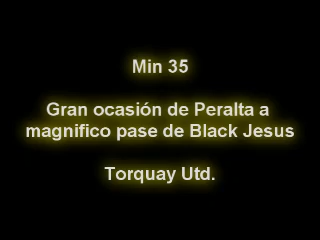 Min 35
Gran ocasión de Peralta a
magnifico pase de Black Jesus
Torquay Utd.